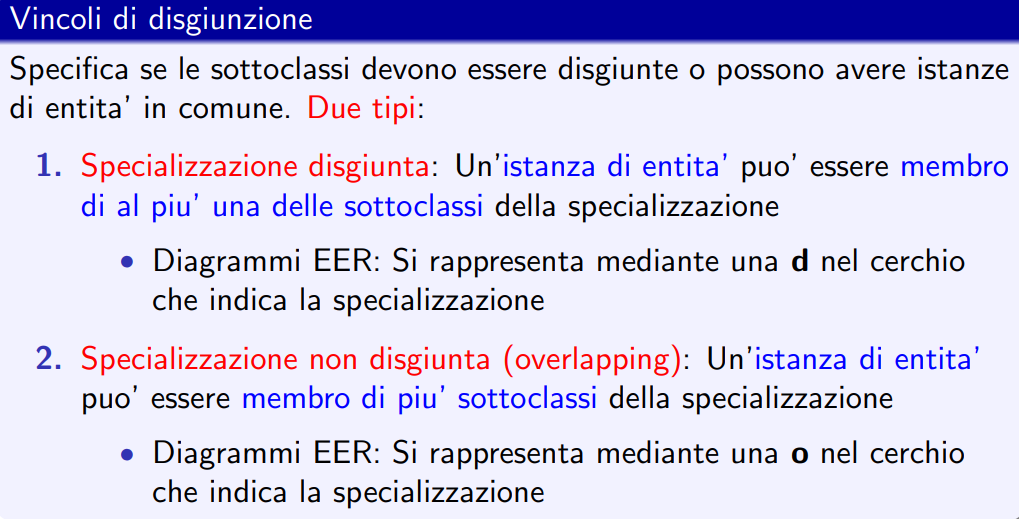 Vincoli di disgiunzione
Specifica se le sottoclassi devono essere disgiunte o possono avere istanze
di entita' in comune. Due tipi:
1. Specializzazione disgiunta: Un'istanza di entita' puo' essere membro
di al piu' una delle sottoclassi della specializzazione
• Diagrammi EER: Si rappresenta mediante una d nel cerchio
che indica la specializzazione
2. Specializzazione non disgiunta (overlapping): Un'istanza di entita'
puo' essere membro di piu' sottoclassi della specializzazione
• Diagrammi EER: Si rappresenta mediante una o nel cerchio
che indica la specializzazione